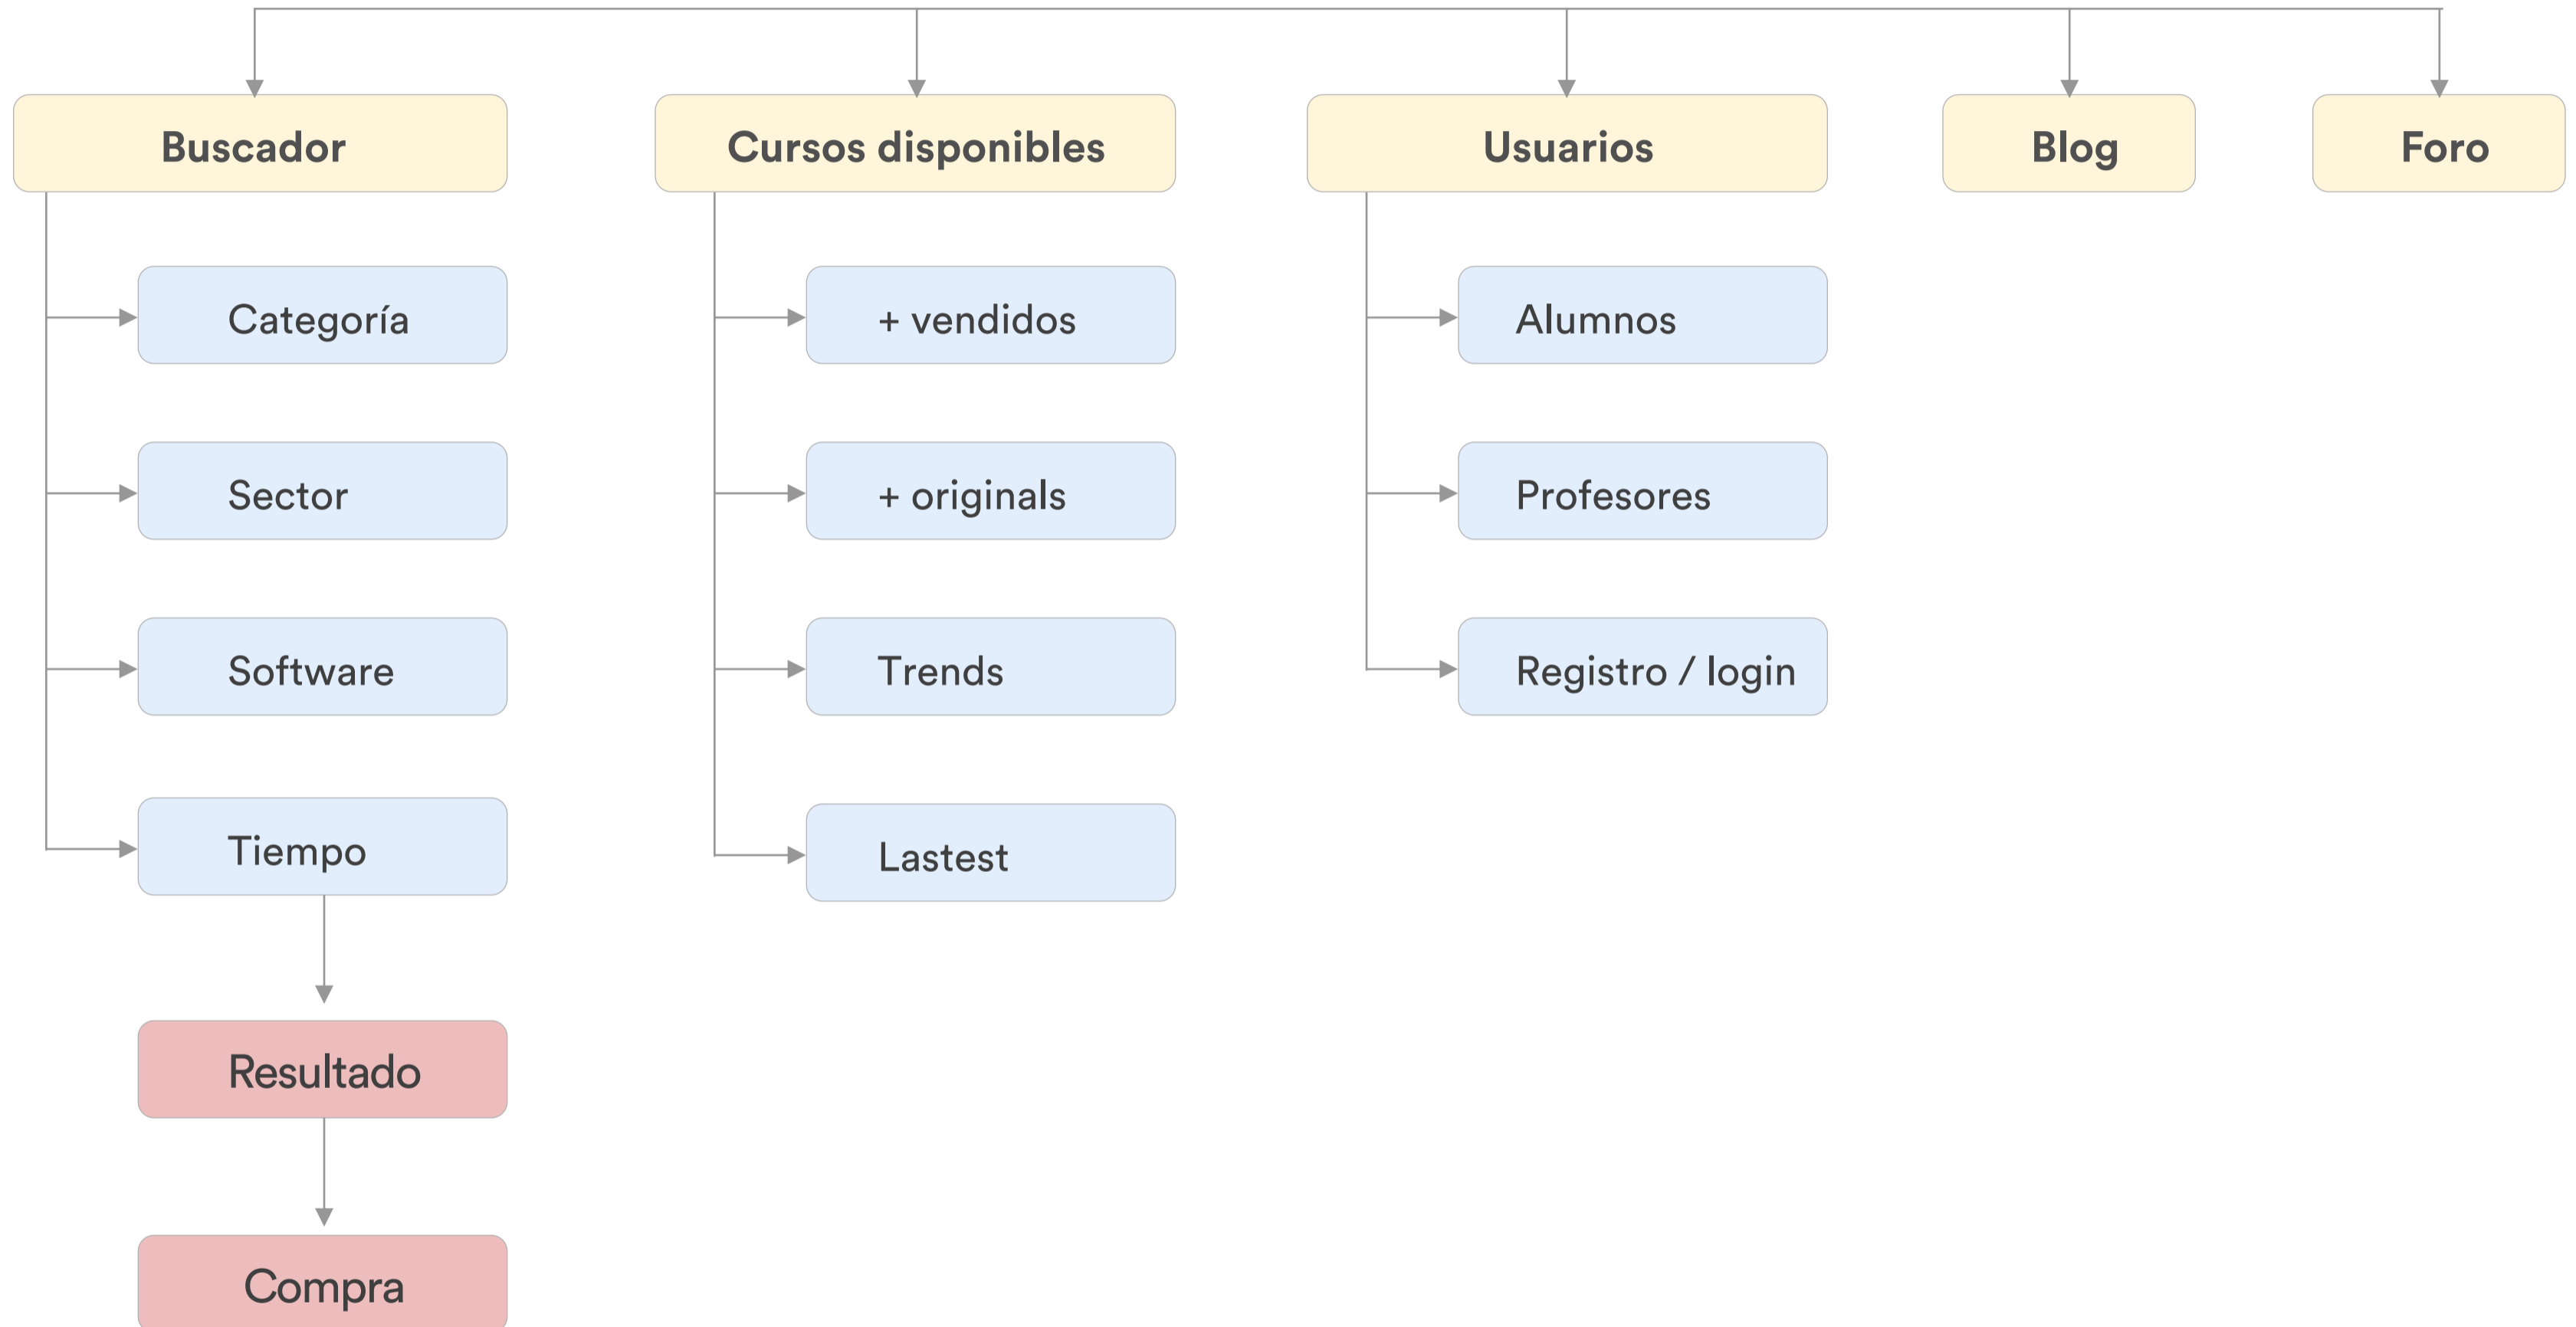 Buscador
Cursos disponibles
Usuarios
Blog
Foro
Categoría
+ vendidos
Alumnos
Sector
+ originals
Profesores
Software
Trends
Registro / login
Tiempo
Lastest
Resultado
Compra